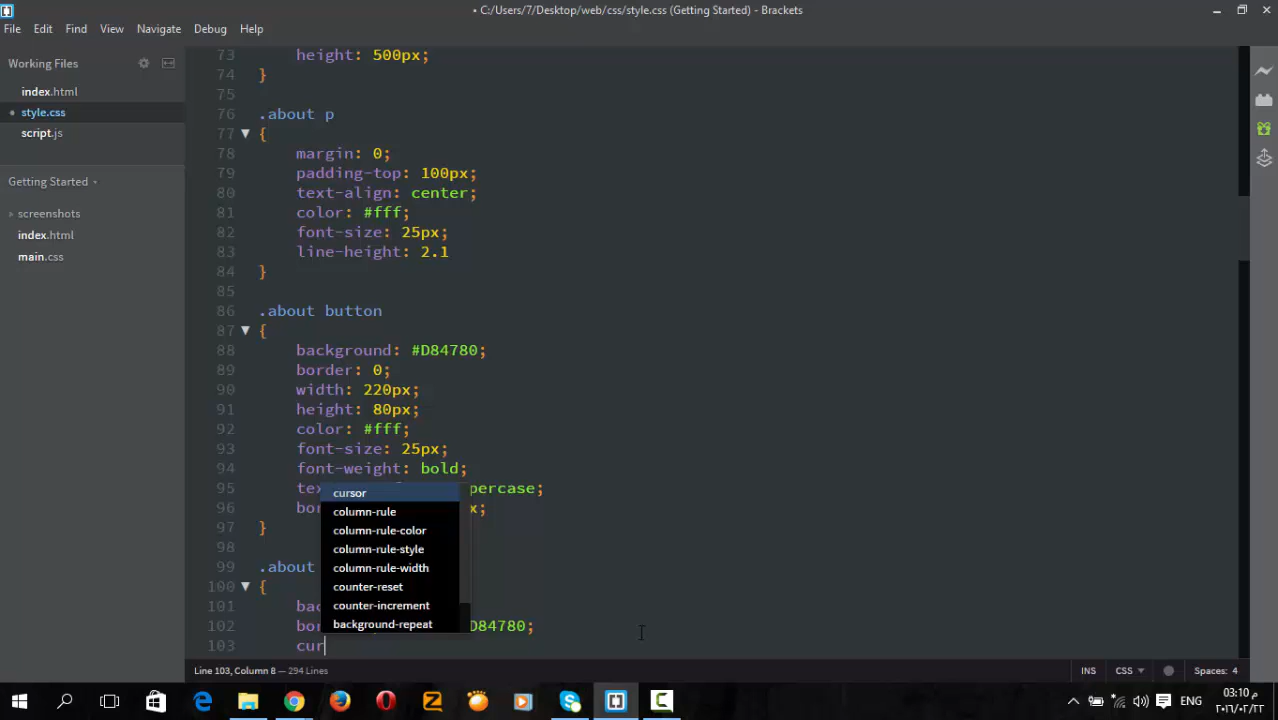 • C:/Users/7/Desktop/web/css/style.css (Getting Started) - Brackets
File Edit Find View Navigate Debug Help
Working Files
index.html
style.css
script.js
Getting Started
screenshots
index.html
main.css
73 height: 500px;
74 }
75
76 .about p
77 {
78 margin: 0;
79 padding-top: 100px;
80 text-align: center;
81 color: #fff;
82 font-size: 25px;
83 line-height: 2.1
84 }
85
86 .about button
87 {
88 background: #D84780;
89 border: 0;
90 width: 220px;
91 height: 80px;
92 color: #fff;
93 font-size: 25px;
94 font-weight: bold;
95 percase;
96 x;
97 }
98
99 .about
100 {
101
102 D84780;
103 cur
cursor
column-rule
column-rule-color
column-rule-style
column-rule-width
counter-reset
counter-increment
background-repeat
Line 103, Column 8 — 294 Lines
INS CSS Spaces: 4
ENG
03:10 م